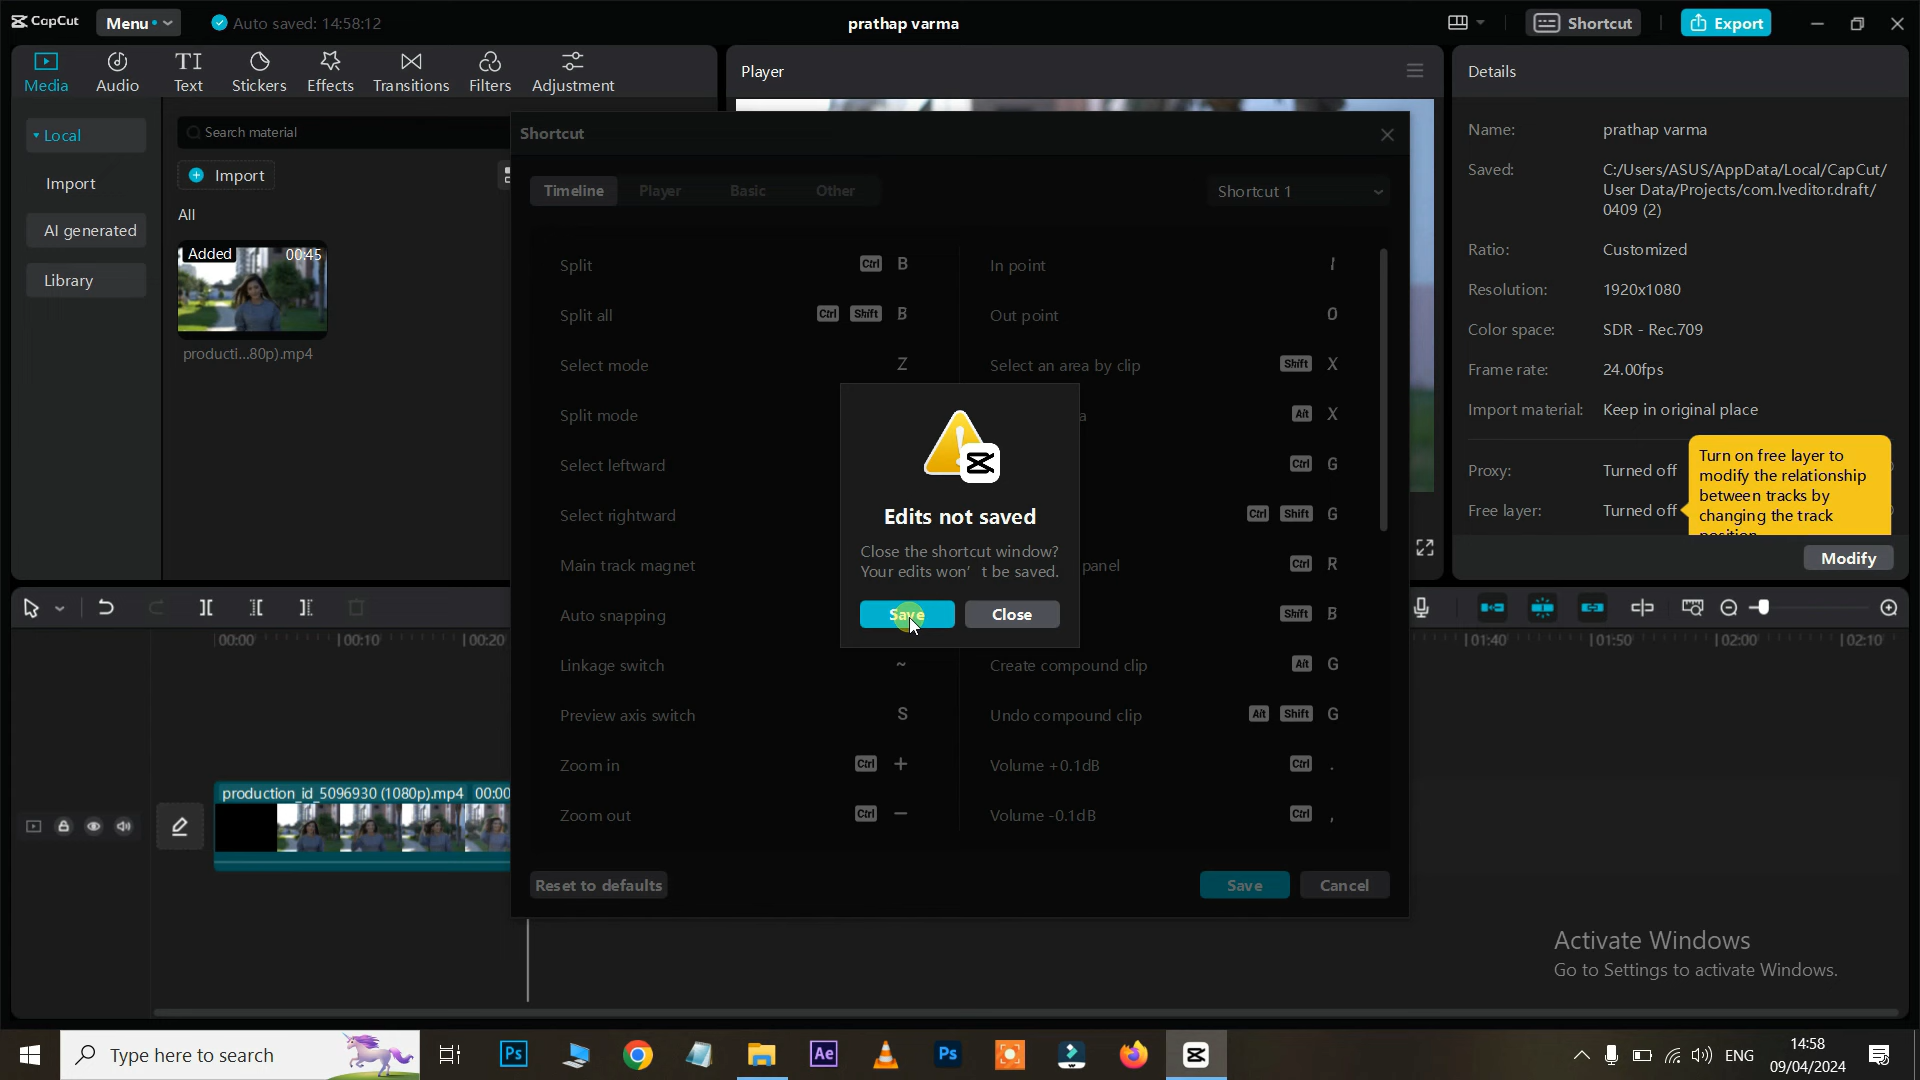 CapCut
Menu
Auto saved: 14:58:12
prathap varma
Shortcut
Export
Media
Audio
Text
Stickers
Effects
Transitions
Filters
Adjustment
Local
Import
AI generated
Library
Search material
Import
All
Added 00:45
producti...80p).mp4
Player
Details
Name: prathap varma
Saved: C:/Users/ASUS/AppData/Local/CapCut/
User Data/Projects/com.lveditor.draft/
0409 (2)
Ratio: Customized
Resolution: 1920x1080
Color space: SDR - Rec.709
Frame rate: 24.00fps
Import material: Keep in original place
Proxy: Turned off
Free layer: Turned off
Turn on free layer to
modify the relationship
between tracks by
changing the track
Modify
Shortcut
Timeline
Player
Basic
Other
Shortcut 1
Split Ctrl B
Split all Ctrl Shift B
Select mode Z
Split mode
Select leftward
Select rightward
Main track magnet
Auto snapping
Linkage switch ~
Preview axis switch S
Zoom in Ctrl +
Zoom out Ctrl −
In point I
Out point O
Select an area by clip Shift X
a Alt X
Ctrl G
Ctrl Shift G
panel Ctrl R
Shift B
Create compound clip Alt G
Undo compound clip Alt Shift G
Volume +0.1dB Ctrl .
Volume -0.1dB Ctrl ,
Reset to defaults
Save
Cancel
Edits not saved
Close the shortcut window?
Your edits won’t be saved.
Save
Close
00:00
00:10
00:20
01:40
01:50
02:00
02:10
production_id_5096930 (1080p).mp4 00:00
Activate Windows
Go to Settings to activate Windows.
Type here to search
Ps
Ae
Ps
ENG
14:58
09/04/2024